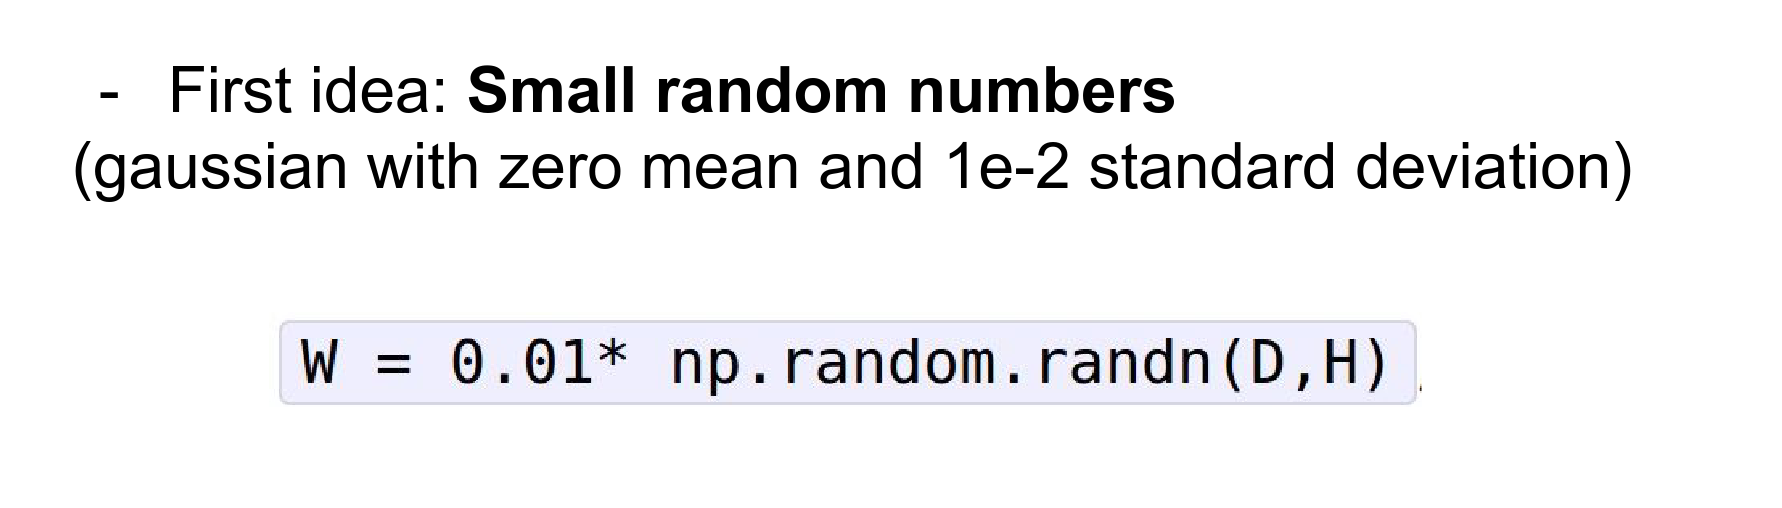 - First idea: Small random numbers
(gaussian with zero mean and 1e-2 standard deviation)
W = 0.01* np.random.randn(D,H)